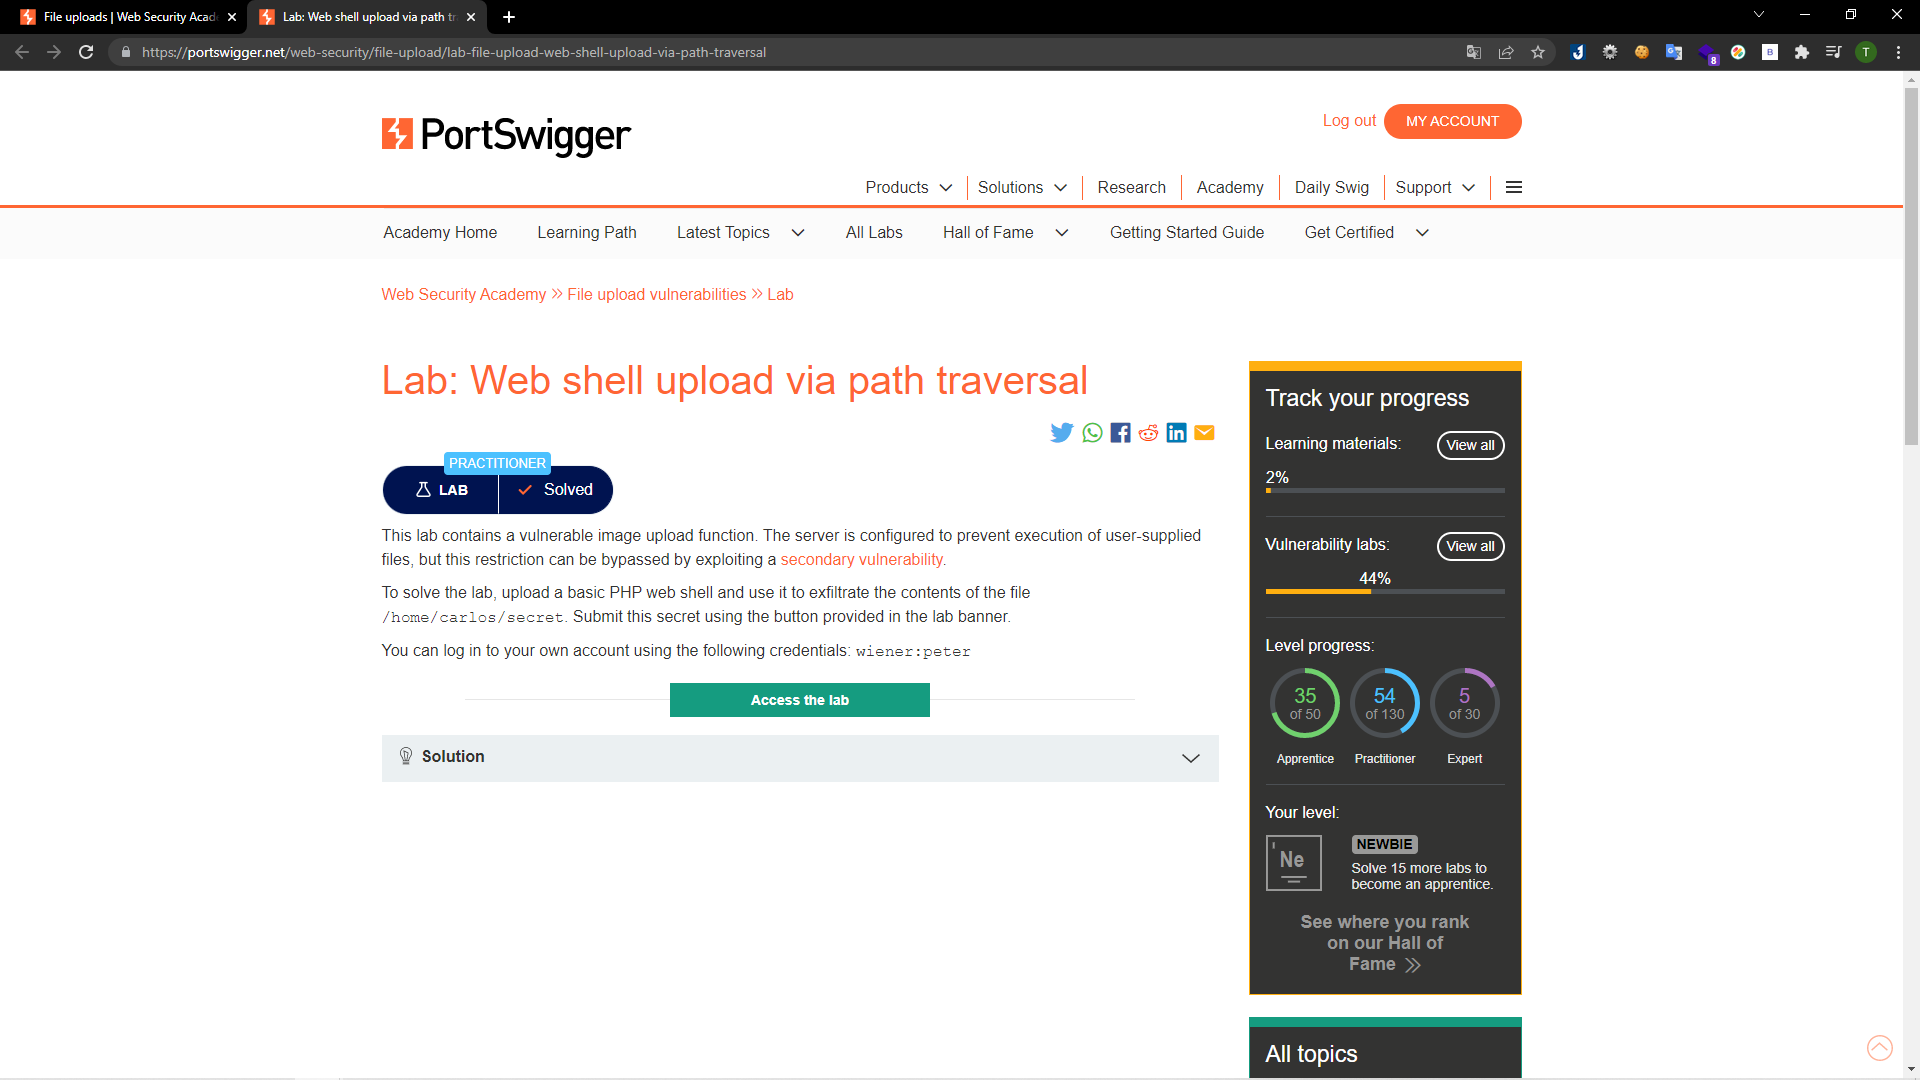 File uploads | Web Security Acad
Lab: Web shell upload via path tr
https://portswigger.net/web-security/file-upload/lab-file-upload-web-shell-upload-via-path-traversal
8
B
T
PortSwigger
Log out
MY ACCOUNT
Products
Solutions
Research
Academy
Daily Swig
Support
Academy Home
Learning Path
Latest Topics
All Labs
Hall of Fame
Getting Started Guide
Get Certified
Web Security Academy » File upload vulnerabilities » Lab
Lab: Web shell upload via path traversal
PRACTITIONER
LAB
Solved
This lab contains a vulnerable image upload function. The server is configured to prevent execution of user-supplied
files, but this restriction can be bypassed by exploiting a secondary vulnerability.
To solve the lab, upload a basic PHP web shell and use it to exfiltrate the contents of the file
/home/carlos/secret. Submit this secret using the button provided in the lab banner.
You can log in to your own account using the following credentials: wiener:peter
Access the lab
Solution
Track your progress
Learning materials:
View all
2%
Vulnerability labs:
View all
44%
Level progress:
35
of 50
Apprentice
54
of 130
Practitioner
5
of 30
Expert
Your level:
Ne
NEWBIE
Solve 15 more labs to
become an apprentice.
See where you rank
on our Hall of
Fame »
All topics